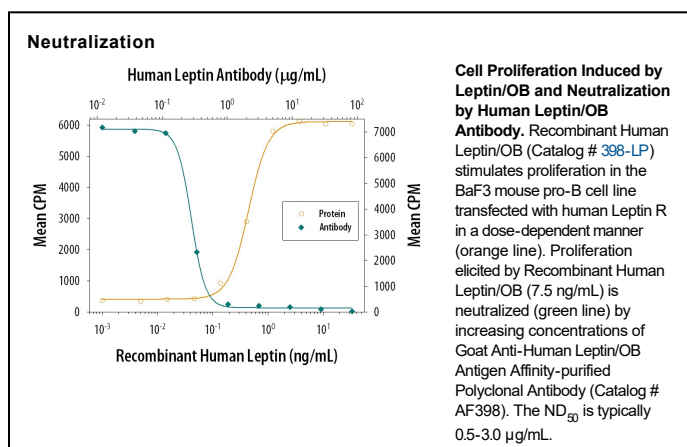 Neutralization
Human Leptin Antibody (µg/mL)
10⁻² 10⁻¹ 10⁰ 10¹ 10²
6000
5000
4000
3000
2000
1000
0
Mean CPM
7000
6000
5000
4000
3000
2000
1000
0
Mean CPM
Protein
Antibody
10⁻³ 10⁻² 10⁻¹ 10⁰ 10¹
Recombinant Human Leptin (ng/mL)
Cell Proliferation Induced by
Leptin/OB and Neutralization
by Human Leptin/OB
Antibody. Recombinant Human
Leptin/OB (Catalog # 398-LP)
stimulates proliferation in the
BaF3 mouse pro-B cell line
transfected with human Leptin R
in a dose-dependent manner
(orange line). Proliferation
elicited by Recombinant Human
Leptin/OB (7.5 ng/mL) is
neutralized (green line) by
increasing concentrations of
Goat Anti-Human Leptin/OB
Antigen Affinity-purified
Polyclonal Antibody (Catalog #
AF398). The ND₅₀ is typically
0.5-3.0 µg/mL.